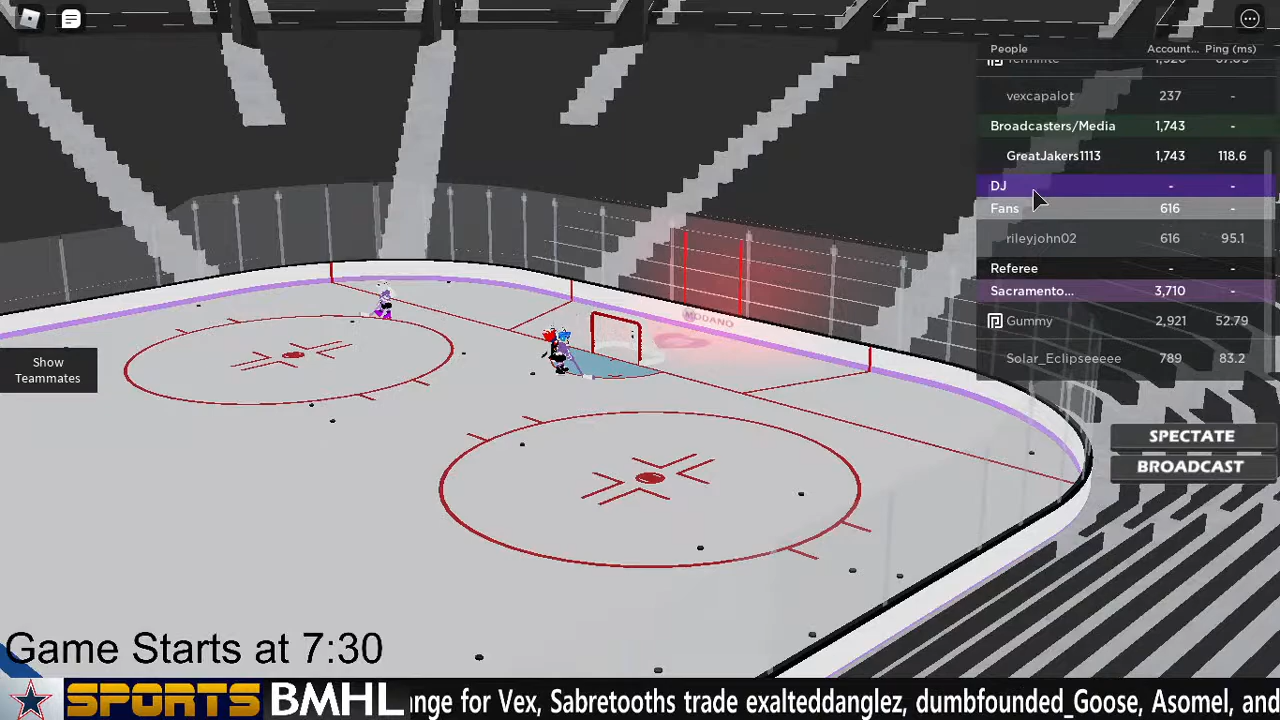 People Account... Ping (ms)
vexcapalot 237 -
Broadcasters/Media 1,743 -
GreatJakers1113 1,743 118.6
DJ - -
Fans 616 -
rileyjohn02 616 95.1
Referee - -
Sacramento... 3,710 -
Gummy 2,921 52.79
Solar_Eclipseeeee 789 83.2
MODANO
Show
Teammates
SPECTATE
BROADCAST
Game Starts at 7:30
SPORTS BMHL nge for Vex, Sabretooths trade exalteddanglez, dumbfounded_Goose, Asomel, and